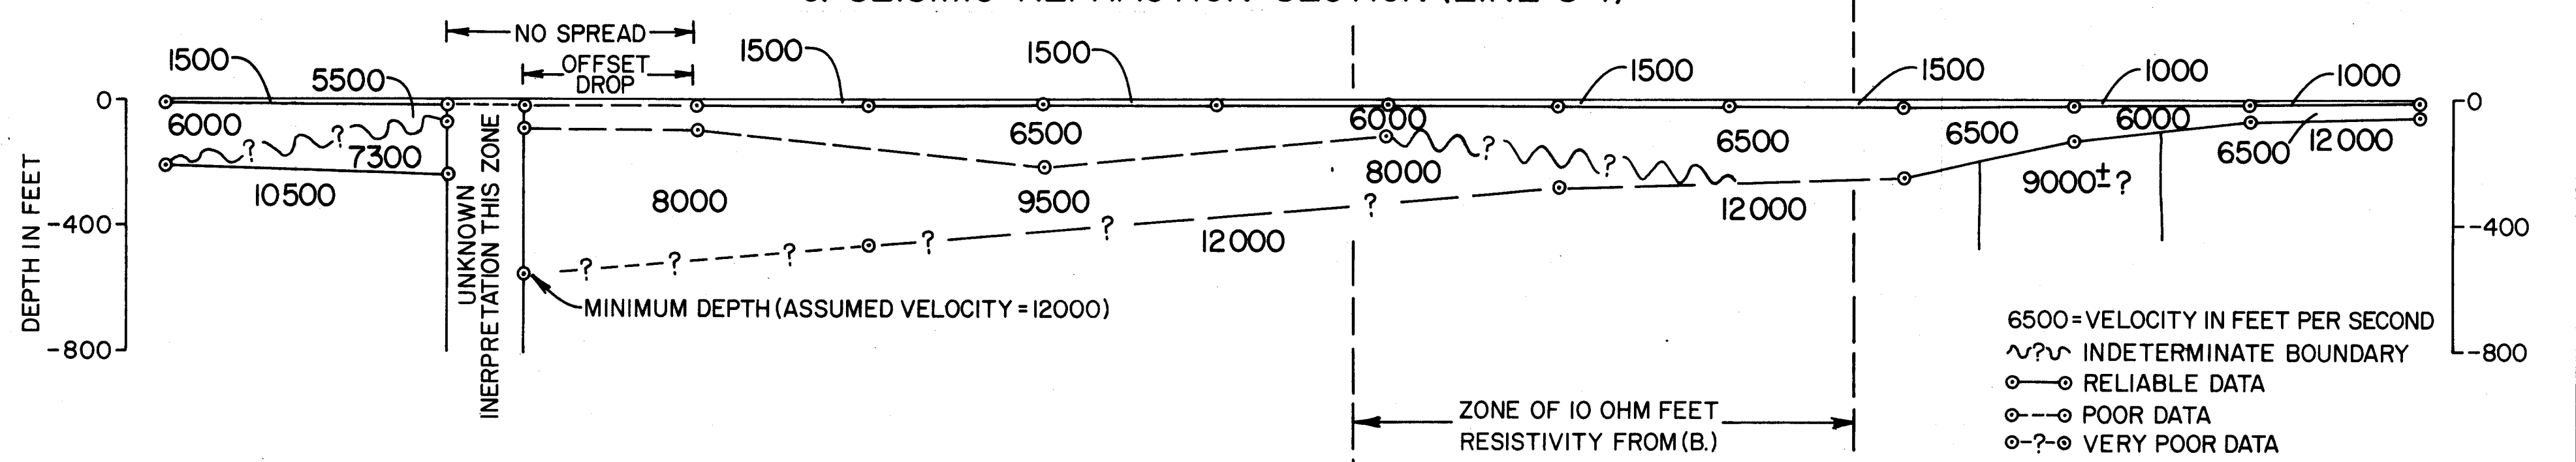 NO SPREAD
OFFSET
DROP
1500
5500
1500
1500
1500
1500
1000
1000
0
-400
-800
DEPTH IN FEET
6000
?
?
7300
10500
UNKNOWN
INERPRETATION THIS ZONE
8000
6500
9500
6000
8000
?
?
6500
6500
6000
9000±?
6500
12000
?
?
?
?
?
?
12000
12000
MINIMUM DEPTH (ASSUMED VELOCITY = 12000)
ZONE OF 10 OHM FEET
RESISTIVITY FROM (B.)
6500 = VELOCITY IN FEET PER SECOND
? INDETERMINATE BOUNDARY
RELIABLE DATA
POOR DATA
-?- VERY POOR DATA
0
-400
-800